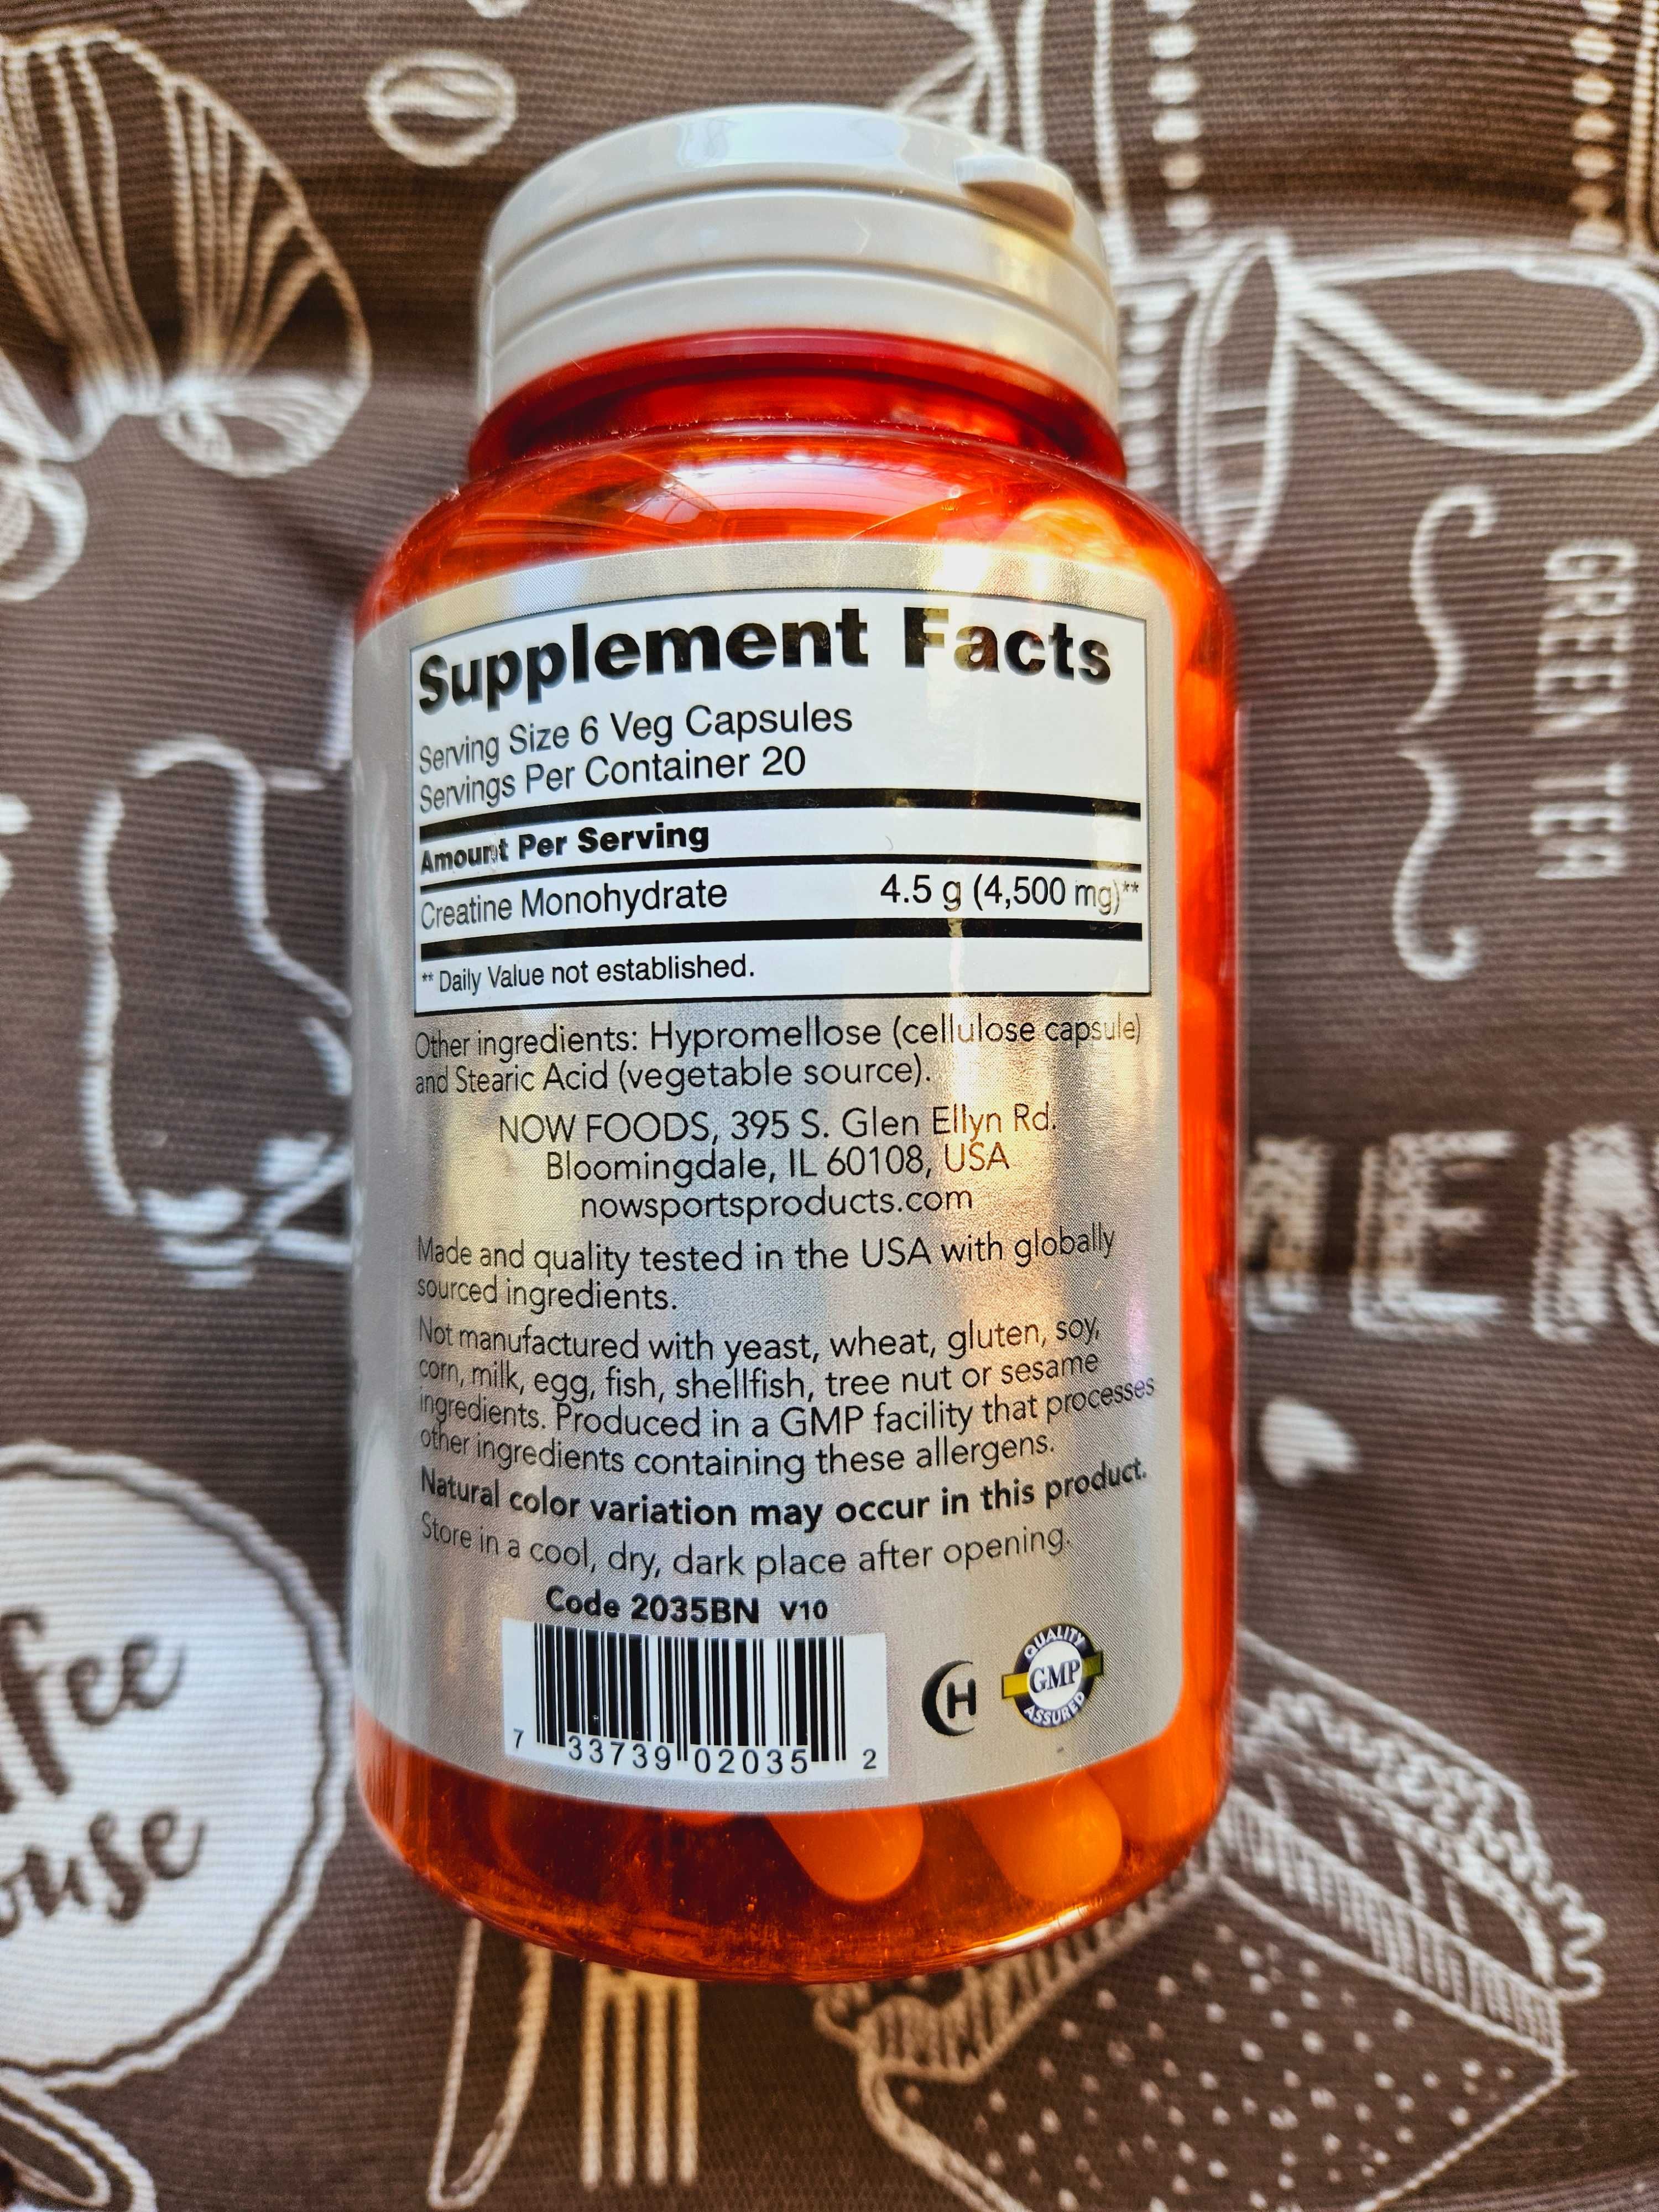 Supplement Facts
Serving Size 6 Veg Capsules
Servings Per Container 20
Amount Per Serving
Creatine Monohydrate 4.5 g (4,500 mg)**
** Daily Value not established.
Other ingredients: Hypromellose (cellulose capsule)
and Stearic Acid (vegetable source).
NOW FOODS, 395 S. Glen Ellyn Rd.
Bloomingdale, IL 60108, USA
nowsportsproducts.com
Made and quality tested in the USA with globally
sourced ingredients.
Not manufactured with yeast, wheat, gluten, soy,
corn, milk, egg, fish, shellfish, tree nut or sesame
ingredients. Produced in a GMP facility that processes
other ingredients containing these allergens.
Natural color variation may occur in this product.
Store in a cool, dry, dark place after opening.
Code 2035BN V10
7 33739 02035 2
H
QUALITY
GMP
ASSURED
GREEN TEA
MEN